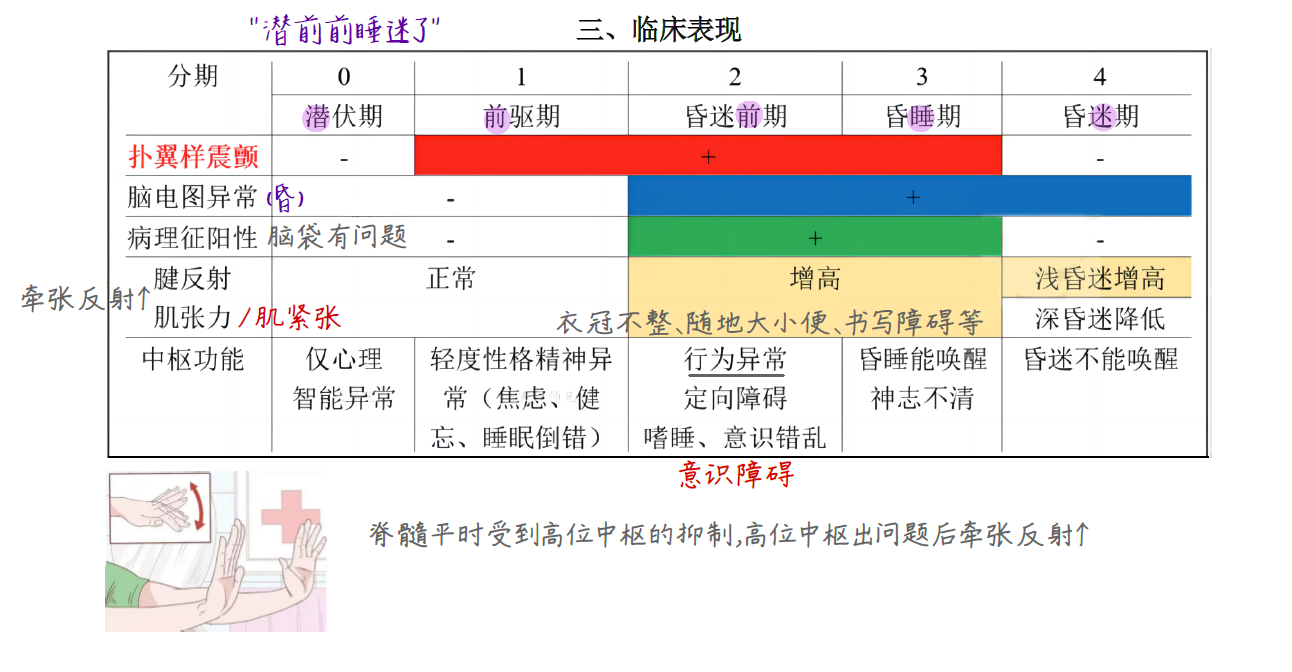 "潜前前睡迷了" 三、临床表现
分期 0 1 2 3 4
潜伏期 前驱期 昏迷前期 昏睡期 昏迷期
扑翼样震颤 - + -
脑电图异常 (昏) - +
病理征阳性 脑袋有问题 - + -
腱反射 正常 增高 浅昏迷增高
牵张反射↑
肌张力 /肌紧张 衣冠不整、随地大小便、书写障碍等 深昏迷降低
中枢功能 仅心理 轻度性格精神异 行为异常 昏睡能唤醒 昏迷不能唤醒
智能异常 常（焦虑、健 定向障碍 神志不清
忘、睡眠倒错） 嗜睡、意识错乱
意识障碍
脊髓平时受到高位中枢的抑制,高位中枢出问题后牵张反射↑